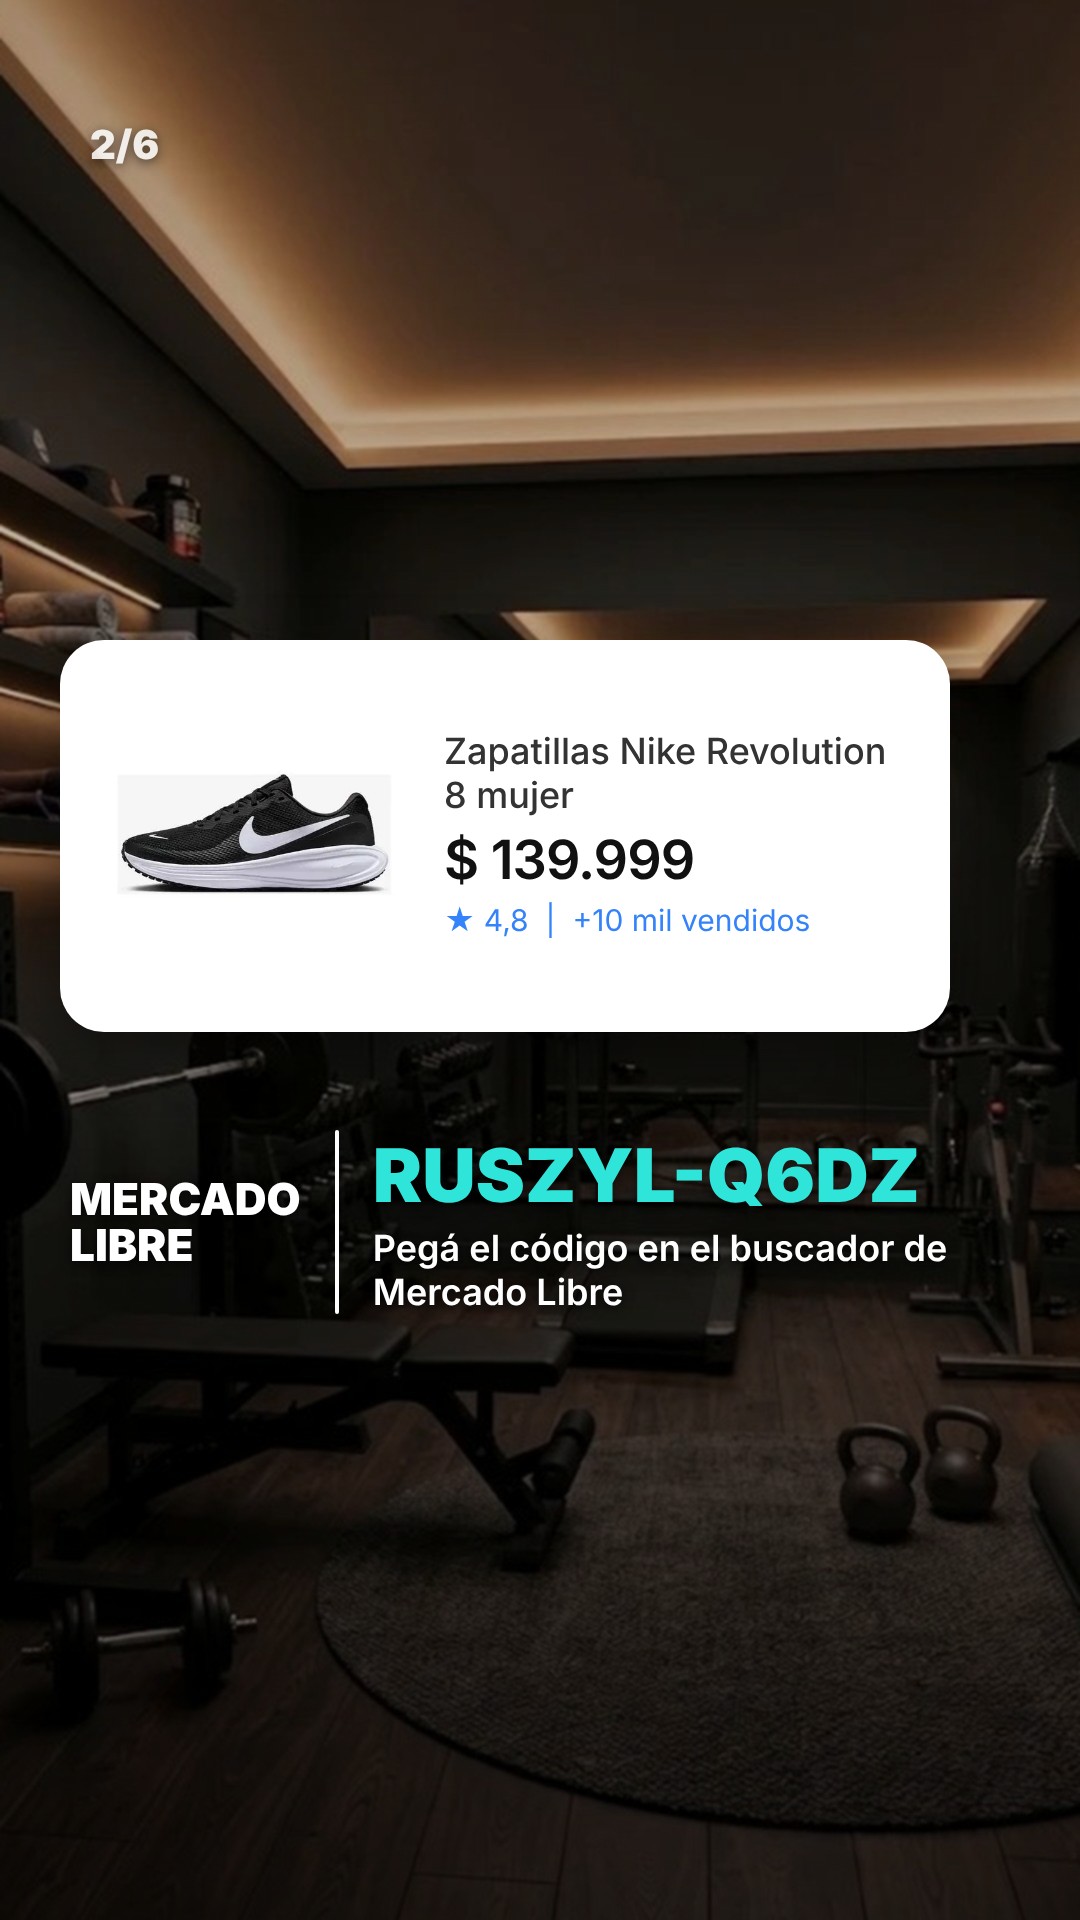 2/6
Zapatillas Nike Revolution
8 mujer
$ 139.999
★ 4,8 | +10 mil vendidos
MERCADO
LIBRE
RUSZYL-Q6DZ
Pegá el código en el buscador de
Mercado Libre